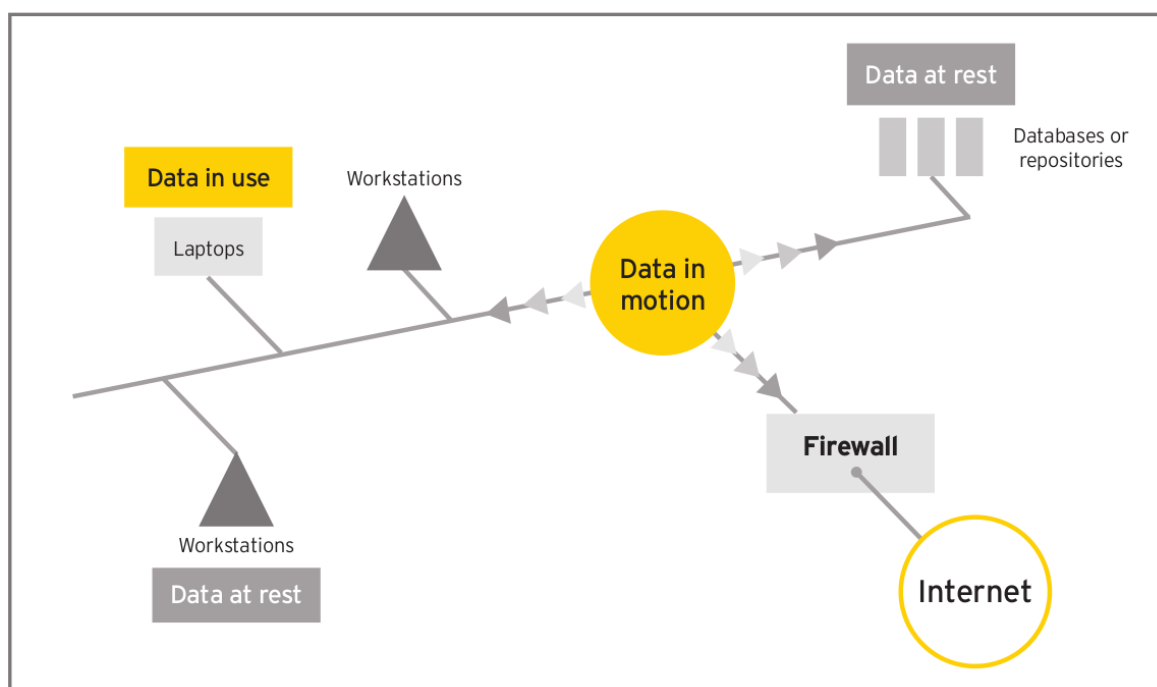 Data at rest
Databases or
repositories
Data in use
Laptops
Workstations
Data in
motion
Firewall
Internet
Workstations
Data at rest